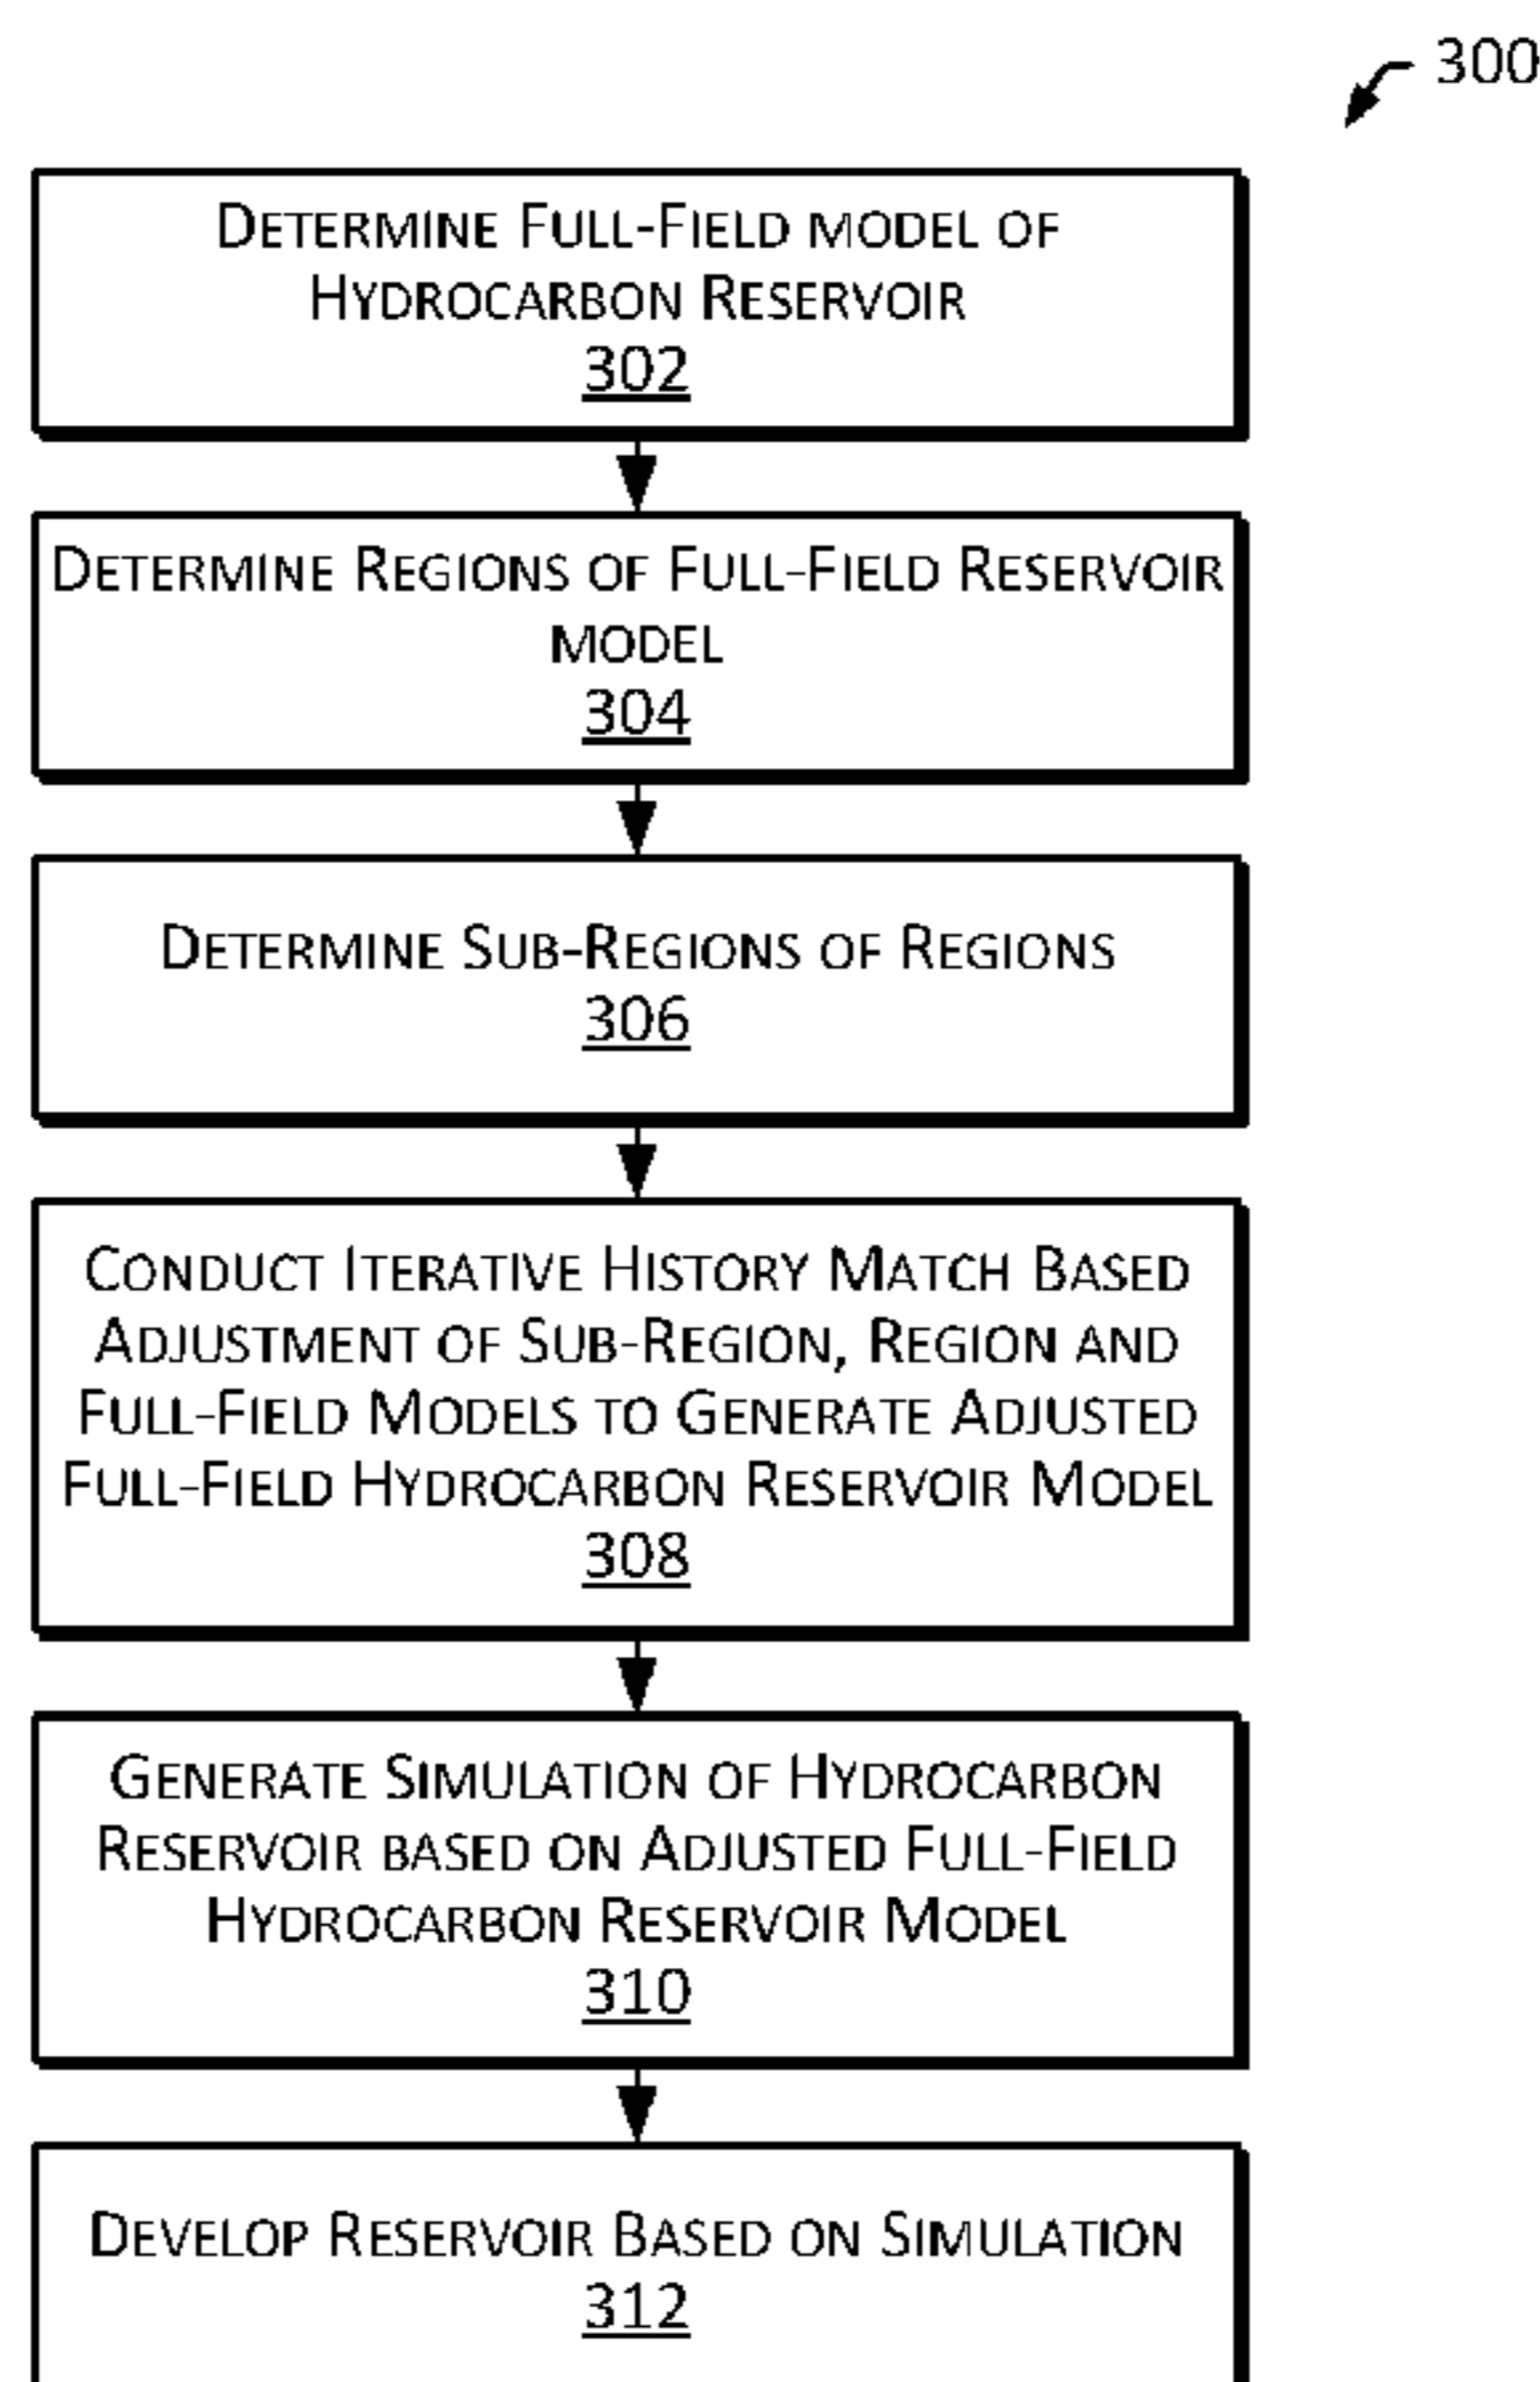 300
Determine Full-Field model of
Hydrocarbon Reservoir
302
Determine Regions of Full-Field Reservoir
model
304
Determine Sub-Regions of Regions
306
Conduct Iterative History Match Based
Adjustment of Sub-Region, Region and
Full-Field Models to Generate Adjusted
Full-Field Hydrocarbon Reservoir Model
308
Generate Simulation of Hydrocarbon
Reservoir based on Adjusted Full-Field
Hydrocarbon Reservoir Model
310
Develop Reservoir Based on Simulation
312